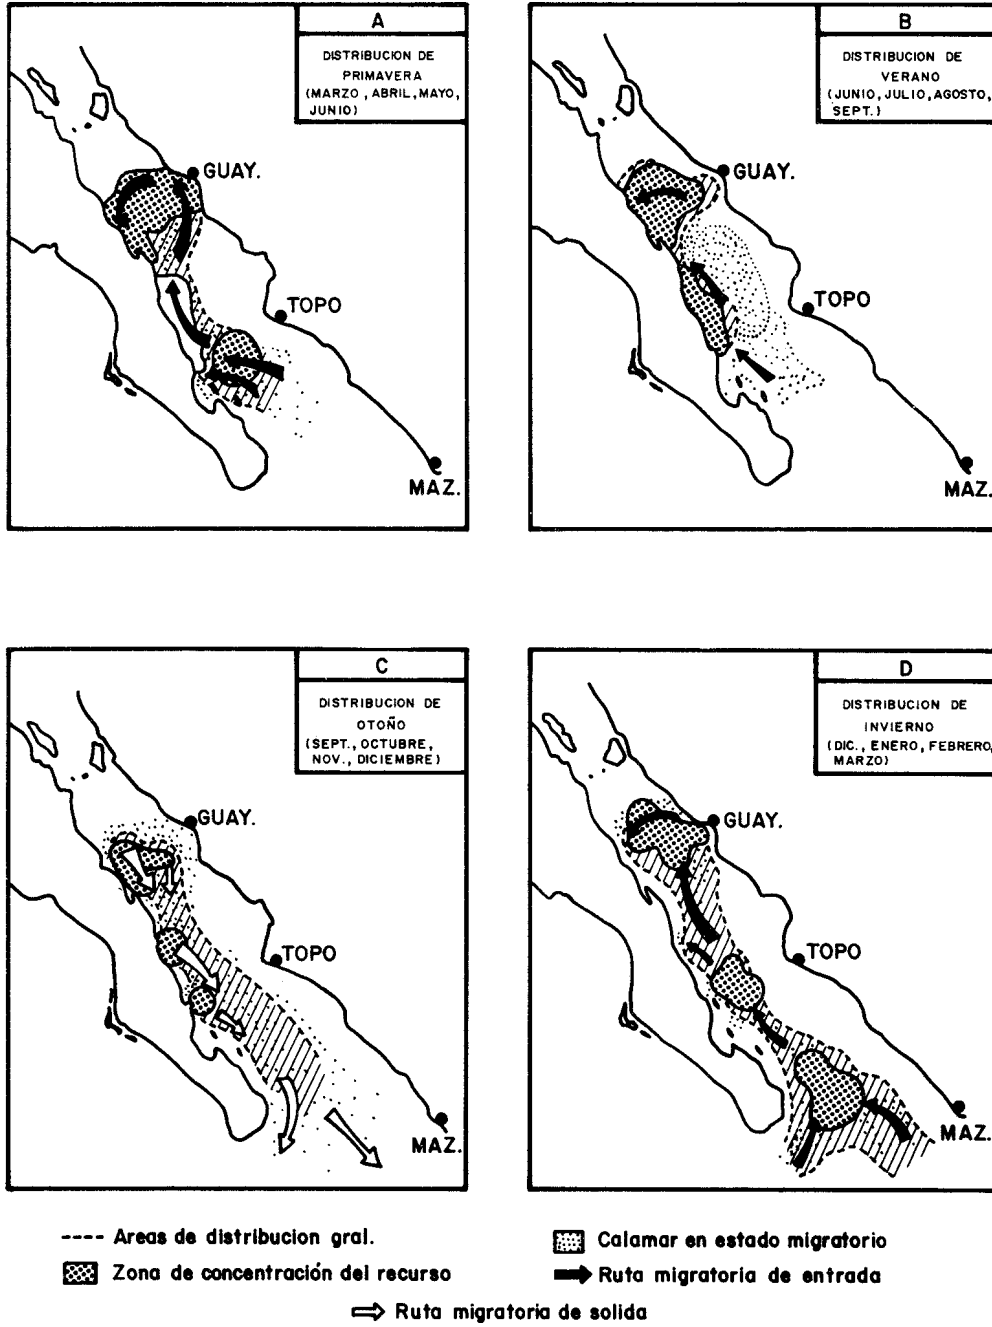 A
DISTRIBUCION DE
PRIMAVERA
(MARZO, ABRIL, MAYO,
JUNIO)
GUAY.
TOPO
MAZ.
B
DISTRIBUCION DE
VERANO
(JUNIO, JULIO, AGOSTO,
SEPT.)
GUAY.
TOPO
MAZ.
C
DISTRIBUCION DE
OTOÑO
(SEPT., OCTUBRE,
NOV., DICIEMBRE)
GUAY.
TOPO
MAZ.
D
DISTRIBUCION DE
INVIERNO
(DIC., ENERO, FEBRERO,
MARZO)
GUAY.
TOPO
MAZ.
Areas de distribucion gral.
Calamar en estado migratorio
Zona de concentración del recurso
Ruta migratoria de entrada
Ruta migratoria de solida